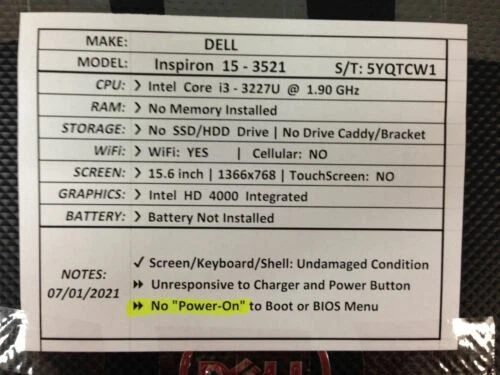 MAKE: DELL
MODEL: Inspiron 15 - 3521 S/T: 5YQTCW1
CPU: > Intel Core i3 - 3227U @ 1.90 GHz
RAM: > No Memory Installed
STORAGE: > No SSD/HDD Drive | No Drive Caddy/Bracket
WiFi: > WiFi: YES | Cellular: NO
SCREEN: > 15.6 inch | 1366x768 | TouchScreen: NO
GRAPHICS: > Intel HD 4000 Integrated
BATTERY: > Battery Not Installed
NOTES:
07/01/2021
✓ Screen/Keyboard/Shell: Undamaged Condition
▶▶ Unresponsive to Charger and Power Button
▶▶ No "Power-On" to Boot or BIOS Menu
DELL